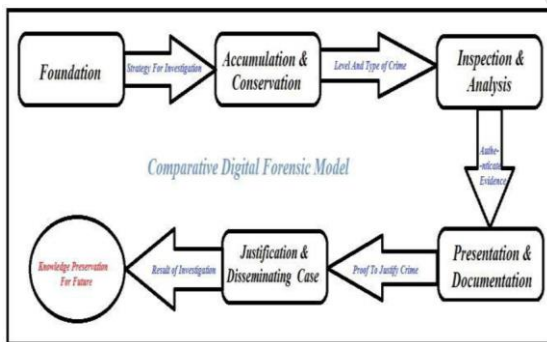 Foundation
Strategy For Investigation
Accumulation &
Conservation
Level And Type of Crime
Inspection &
Analysis
Authe-
-nticate
Evidence
Comparative Digital Forensic Model
Knowledge Preservation
For Future
Result of Investigation
Justification &
Disseminating Case
Proof To Justify Crime
Presentation &
Documentation